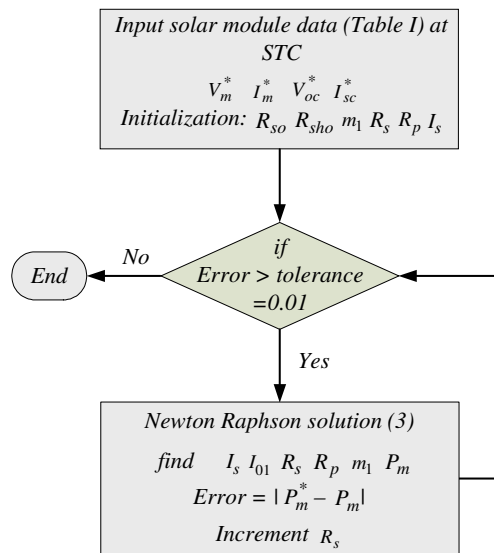 Input solar module data (Table I) at
STC
V*m I*m V*oc I*sc
Initialization: Rso Rsho m1 Rs Rp Is
if
Error > tolerance
=0.01
No
End
Yes
Newton Raphson solution (3)
find Is I01 Rs Rp m1 Pm
Error = | P*m – Pm|
Increment Rs